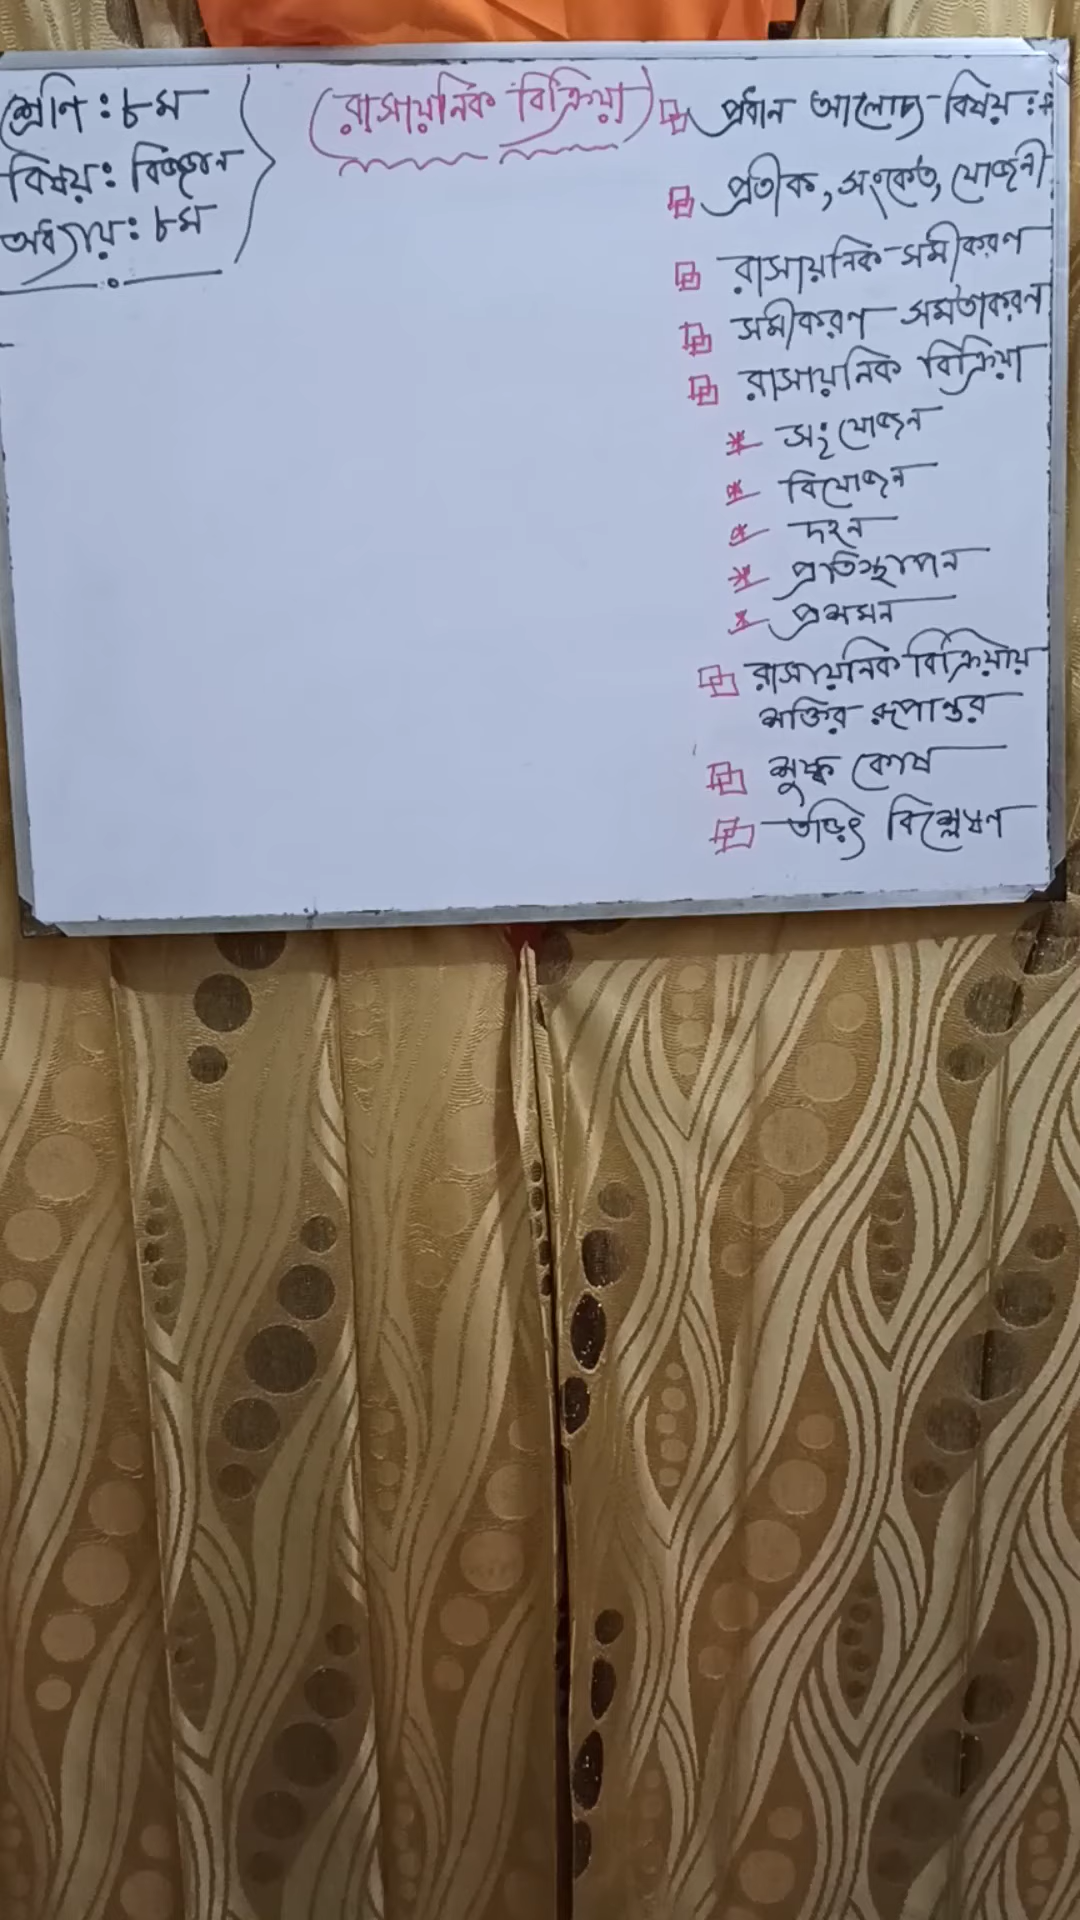 শ্রেণি : ৮ম
বিষয় : বিজ্ঞান
অধ্যায় : ৮ম
(রাসায়নিক বিক্রিয়া)
প্রধান আলোচ্য বিষয় :
প্রতীক, সংকেত, যোজনী
রাসায়নিক সমীকরণ
সমীকরণ সমতাকরণ
রাসায়নিক বিক্রিয়া
* সংযোজন
* বিযোজন
* দহন
* প্রতিস্থাপন
* প্রশমন
রাসায়নিক বিক্রিয়ায়
শক্তির রূপান্তর
শুষ্ক কোষ
তড়িৎ বিশ্লেষণ